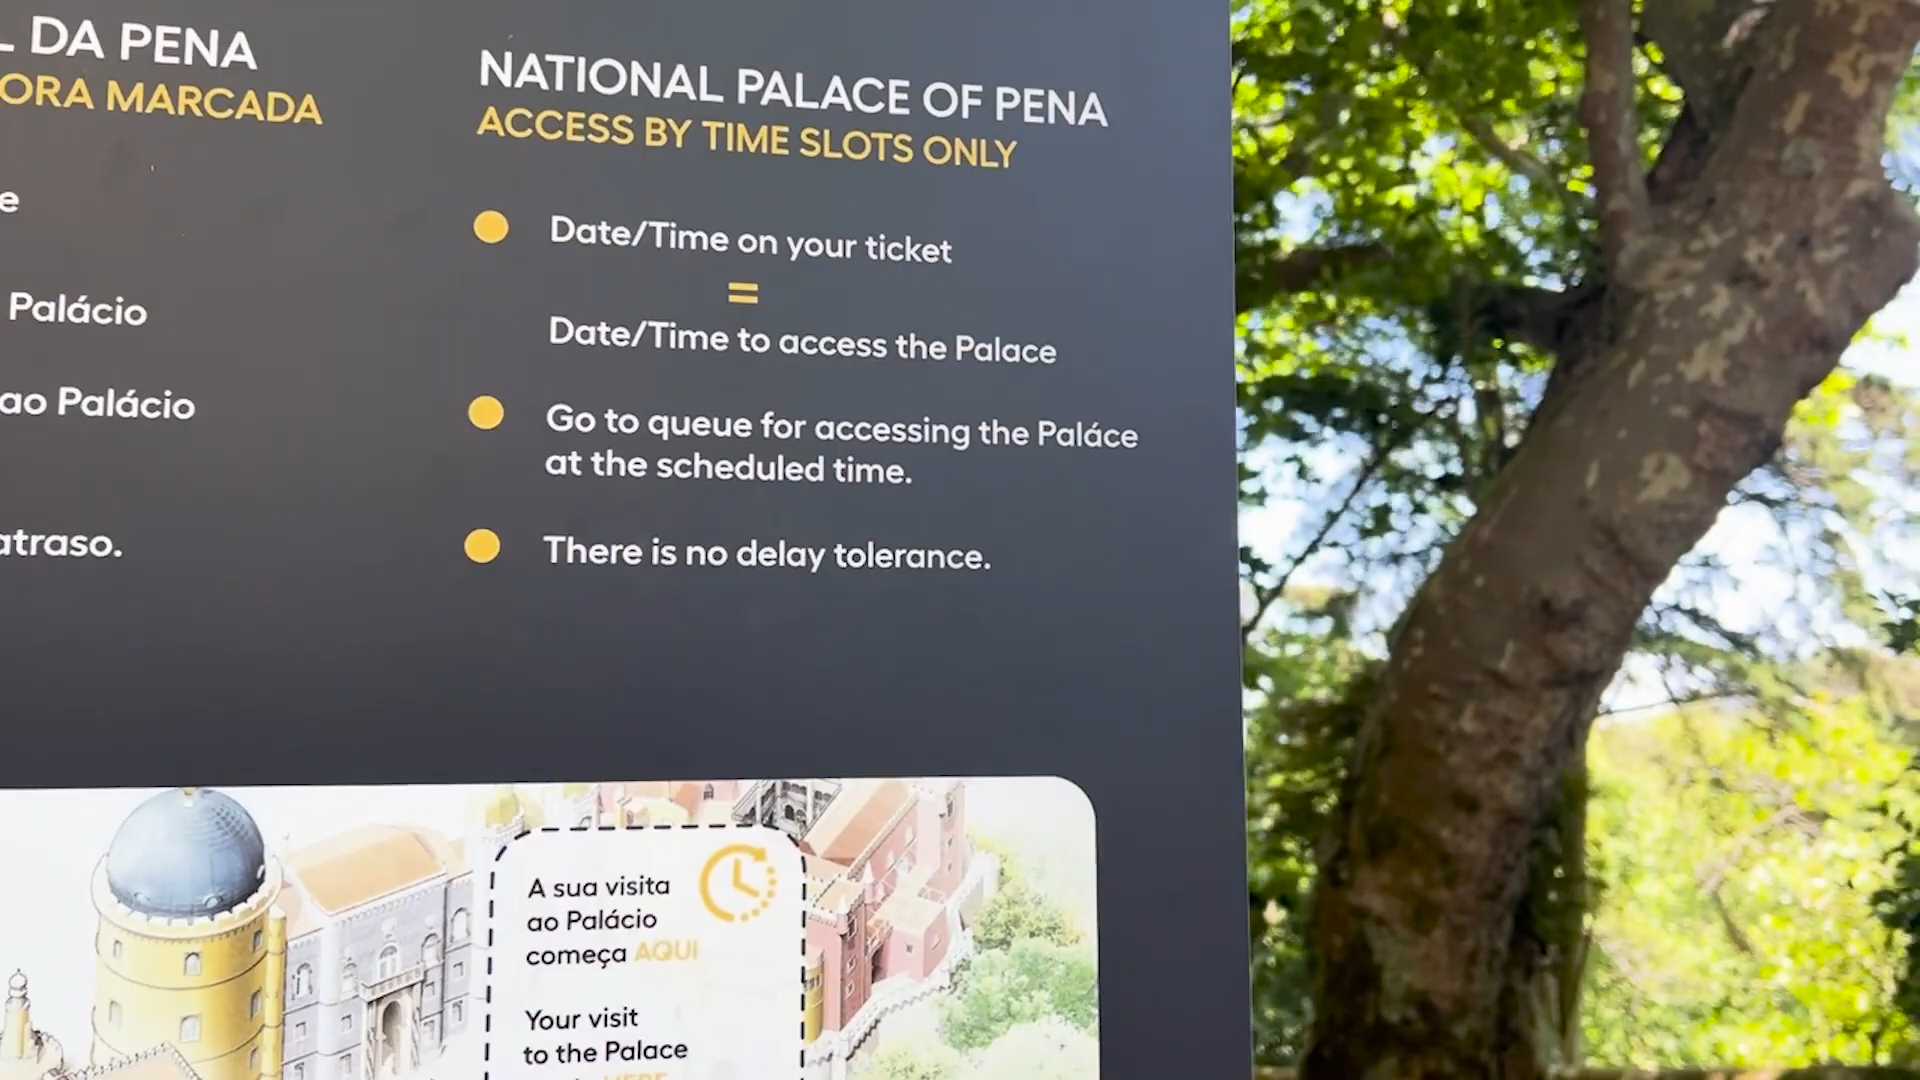 DA PENA
ORA MARCADA
e
Palácio
ao Palácio
atraso.
NATIONAL PALACE OF PENA
ACCESS BY TIME SLOTS ONLY
Date/Time on your ticket
=
Date/Time to access the Palace
Go to queue for accessing the Paláce
at the scheduled time.
There is no delay tolerance.
A sua visita
ao Palácio
começa AQUI
Your visit
to the Palace
HERE